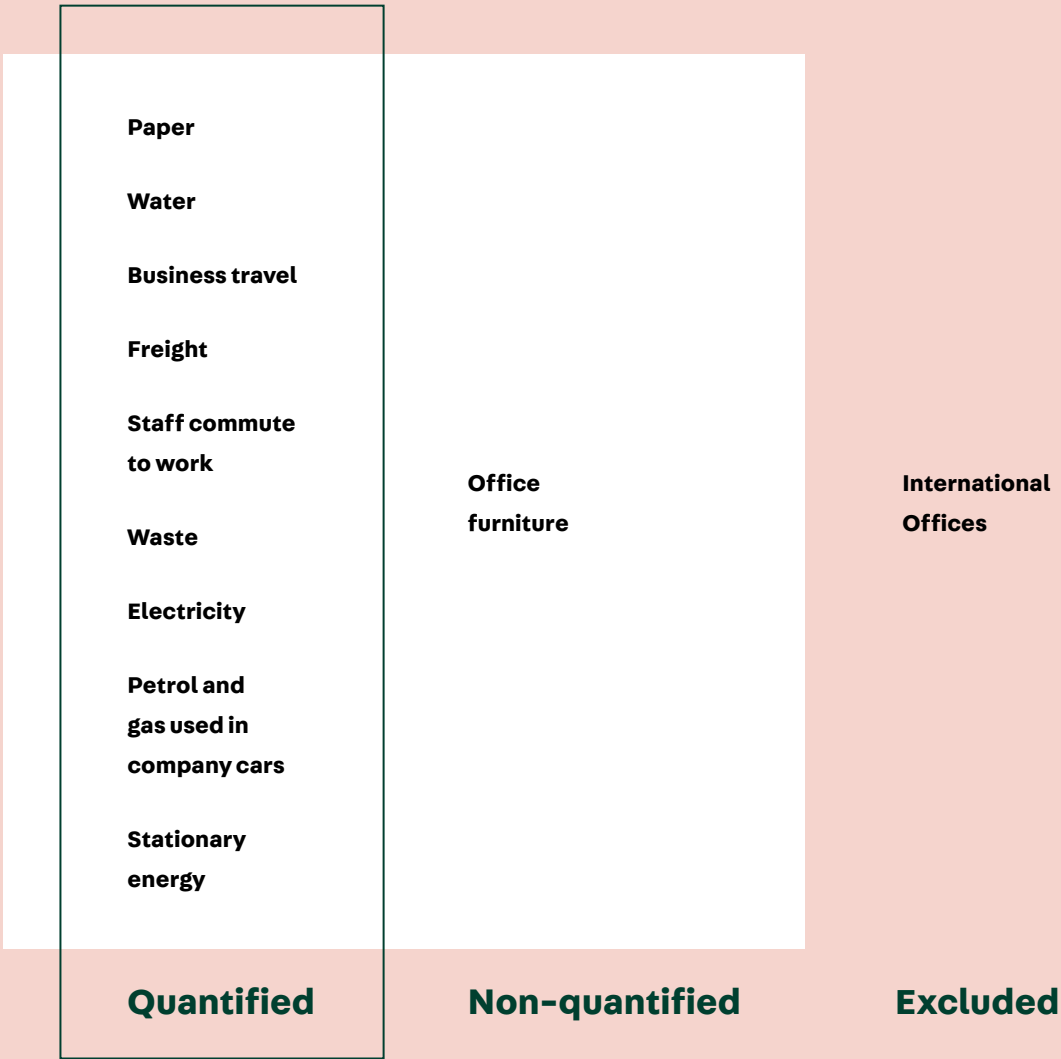 Paper
Water
Business travel
Freight
Staff commute
to work
Waste
Electricity
Petrol and
gas used in
company cars
Stationary
energy
Quantified
Office
furniture
Non-quantified
International
Offices
Excluded